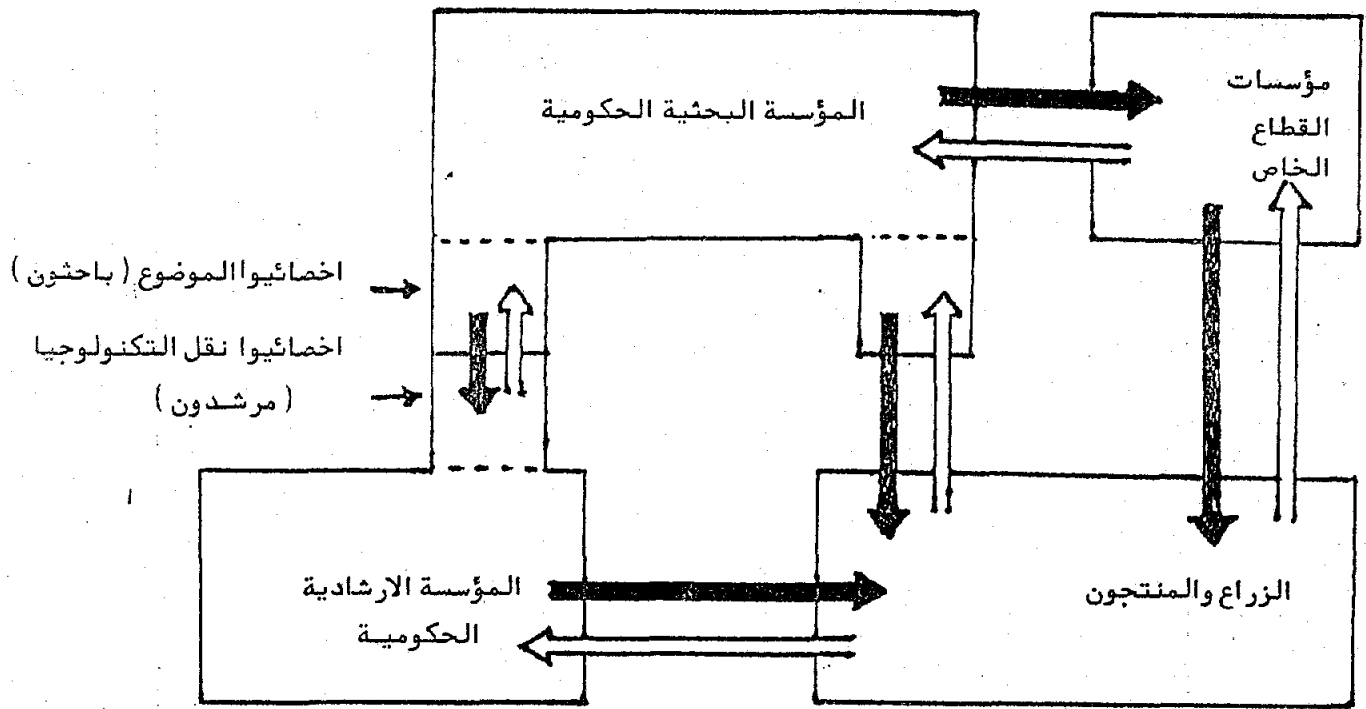 مؤسسات
القطاع
الخاص
المؤسسة البحثية الحكومية
اخصائيوا الموضوع ( باحثون )
اخصائيوا نقل التكنولوجيا
( مرشدون )
المؤسسة الارشادية
الحكومية
الزراع والمنتجون